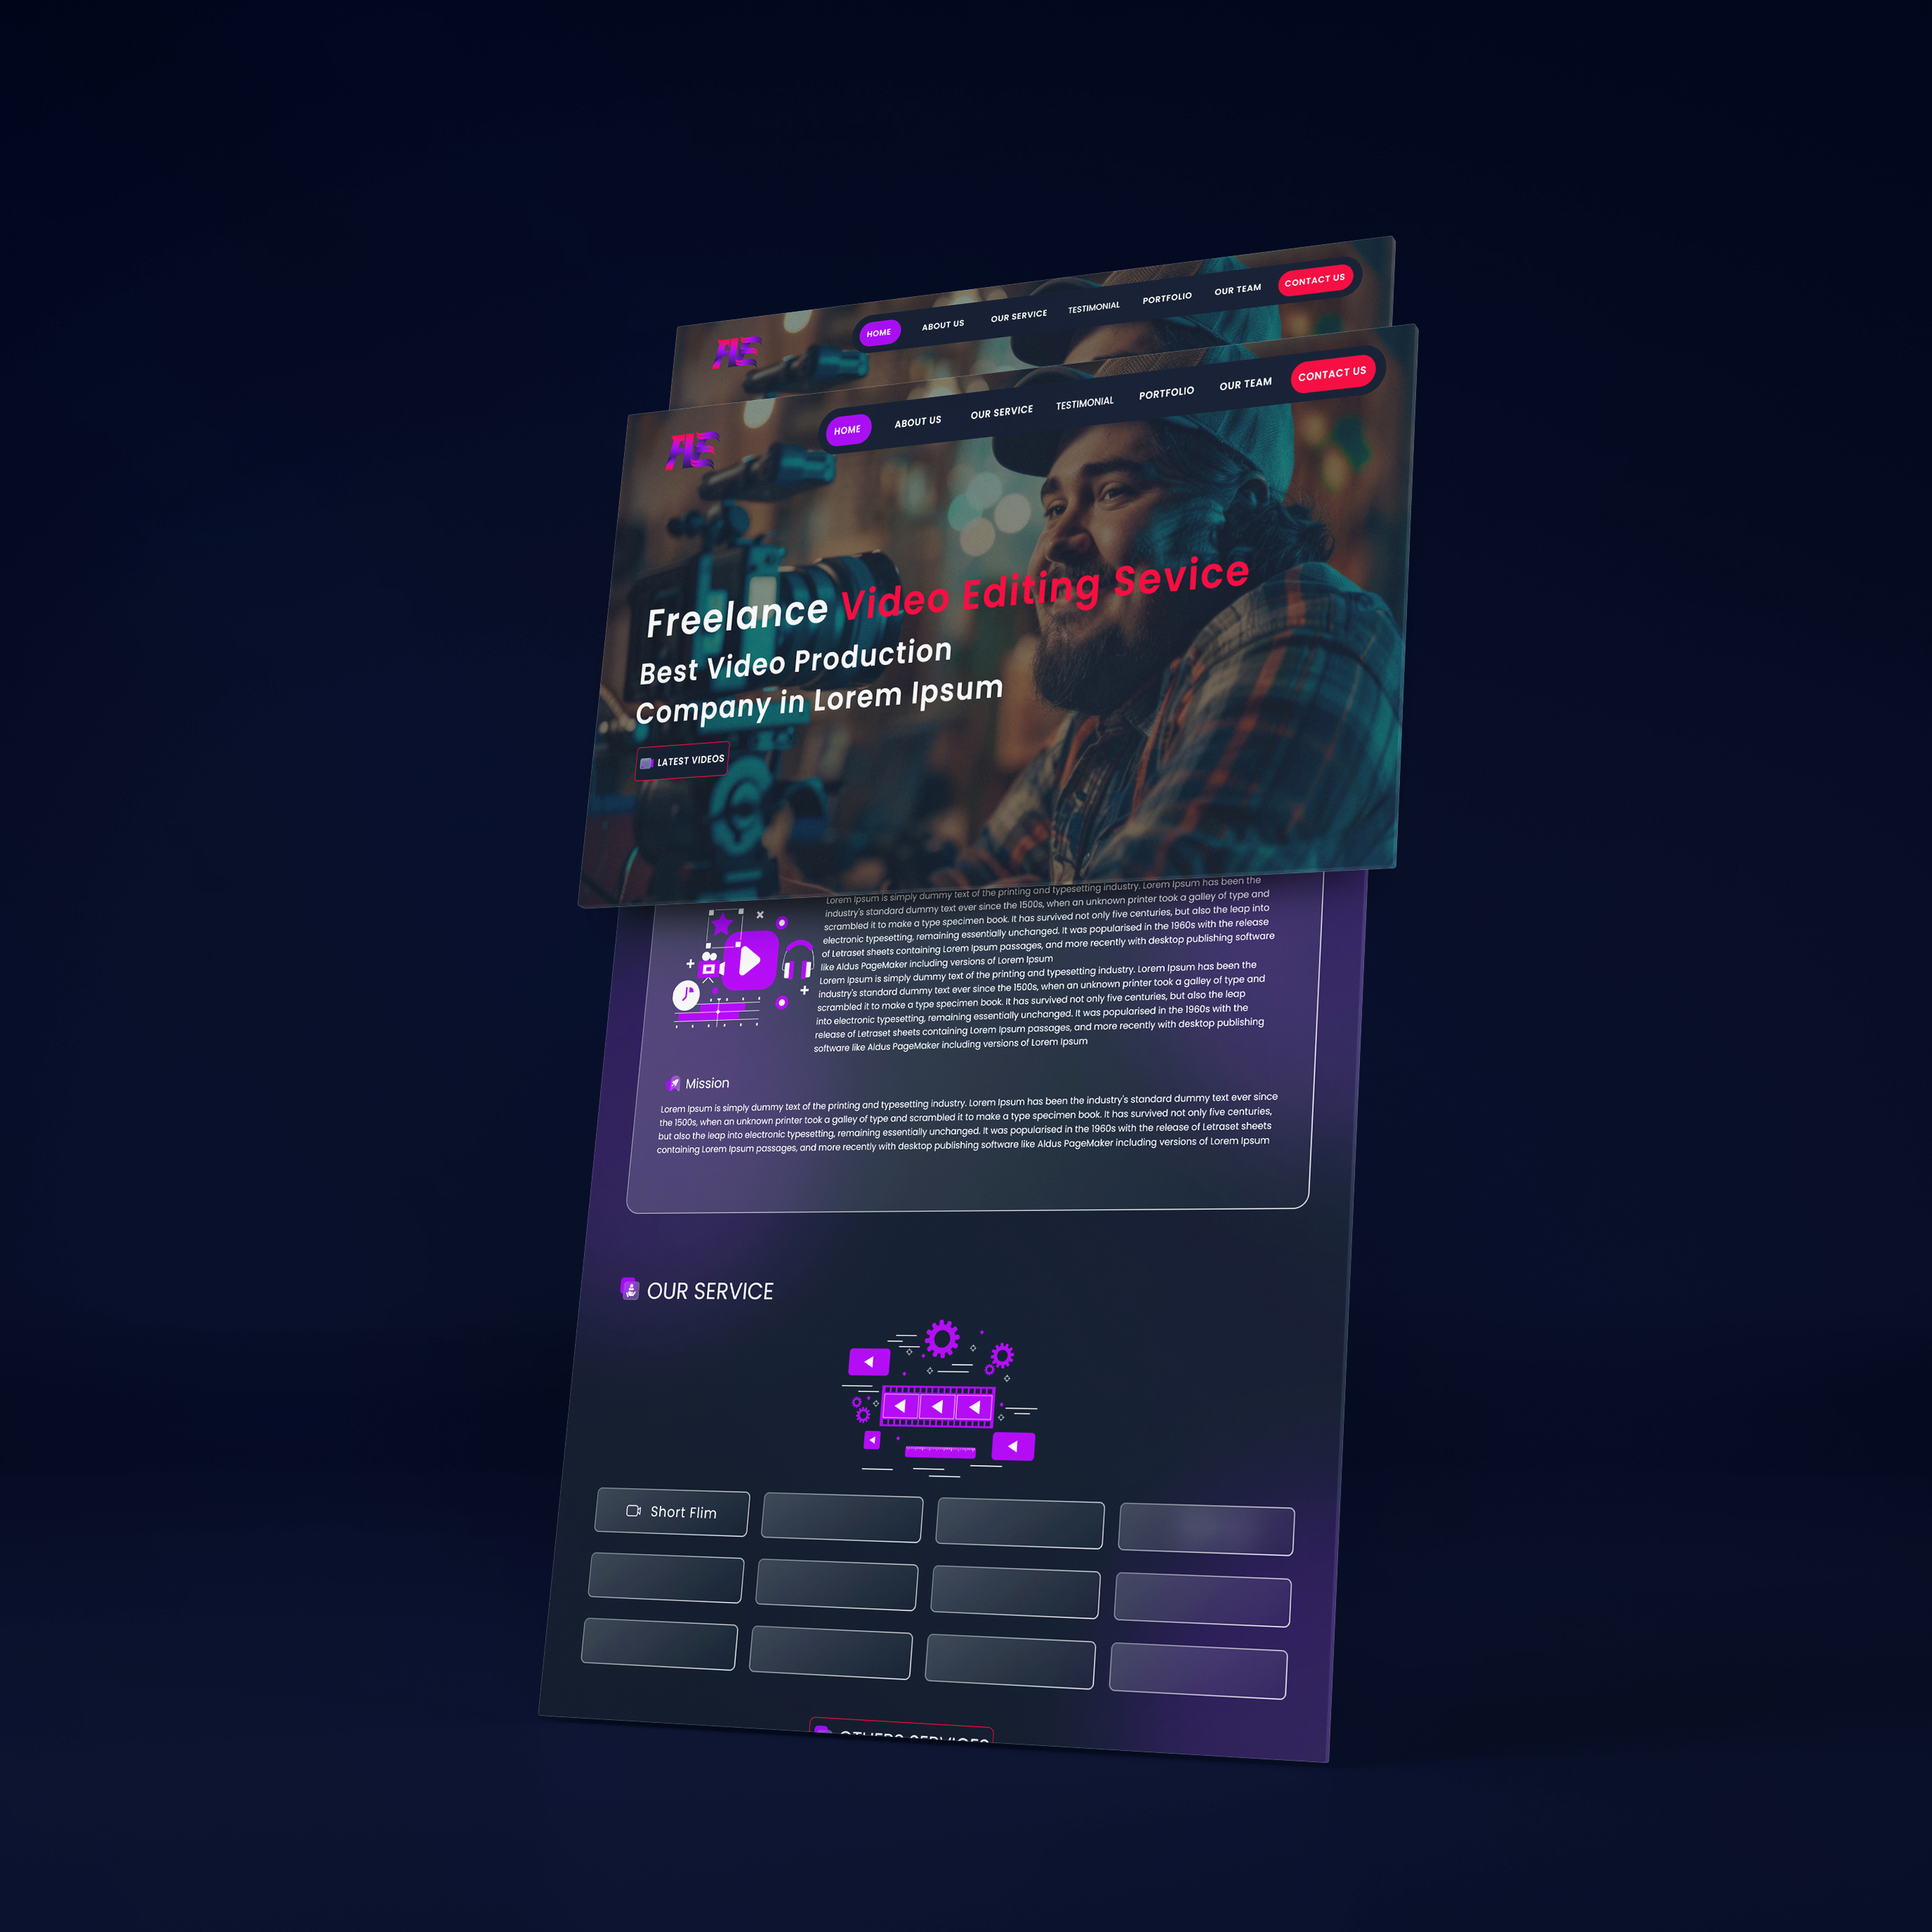 HOME ABOUT US OUR SERVICE TESTIMONIAL PORTFOLIO OUR TEAM CONTACT US
HOME ABOUT US OUR SERVICE TESTIMONIAL PORTFOLIO OUR TEAM CONTACT US
Freelance Video Editing Sevice
Best Video Production
Company in Lorem Ipsum
LATEST VIDEOS
Lorem Ipsum is simply dummy text of the printing and typesetting industry. Lorem Ipsum has been the
industry's standard dummy text ever since the 1500s, when an unknown printer took a galley of type and
scrambled it to make a type specimen book. It has survived not only five centuries, but also the leap into
electronic typesetting, remaining essentially unchanged. It was popularised in the 1960s with the release
of Letraset sheets containing Lorem Ipsum passages, and more recently with desktop publishing software
like Aldus PageMaker including versions of Lorem Ipsum
Lorem Ipsum is simply dummy text of the printing and typesetting industry. Lorem Ipsum has been the
industry's standard dummy text ever since the 1500s, when an unknown printer took a galley of type and
scrambled it to make a type specimen book. It has survived not only five centuries, but also the leap
into electronic typesetting, remaining essentially unchanged. It was popularised in the 1960s with the
release of Letraset sheets containing Lorem Ipsum passages, and more recently with desktop publishing
software like Aldus PageMaker including versions of Lorem Ipsum
Mission
Lorem Ipsum is simply dummy text of the printing and typesetting industry. Lorem Ipsum has been the industry's standard dummy text ever since
the 1500s, when an unknown printer took a galley of type and scrambled it to make a type specimen book. It has survived not only five centuries,
but also the leap into electronic typesetting, remaining essentially unchanged. It was popularised in the 1960s with the release of Letraset sheets
containing Lorem Ipsum passages, and more recently with desktop publishing software like Aldus PageMaker including versions of Lorem Ipsum
OUR SERVICE
Short Flim
OTHERS SERVICES